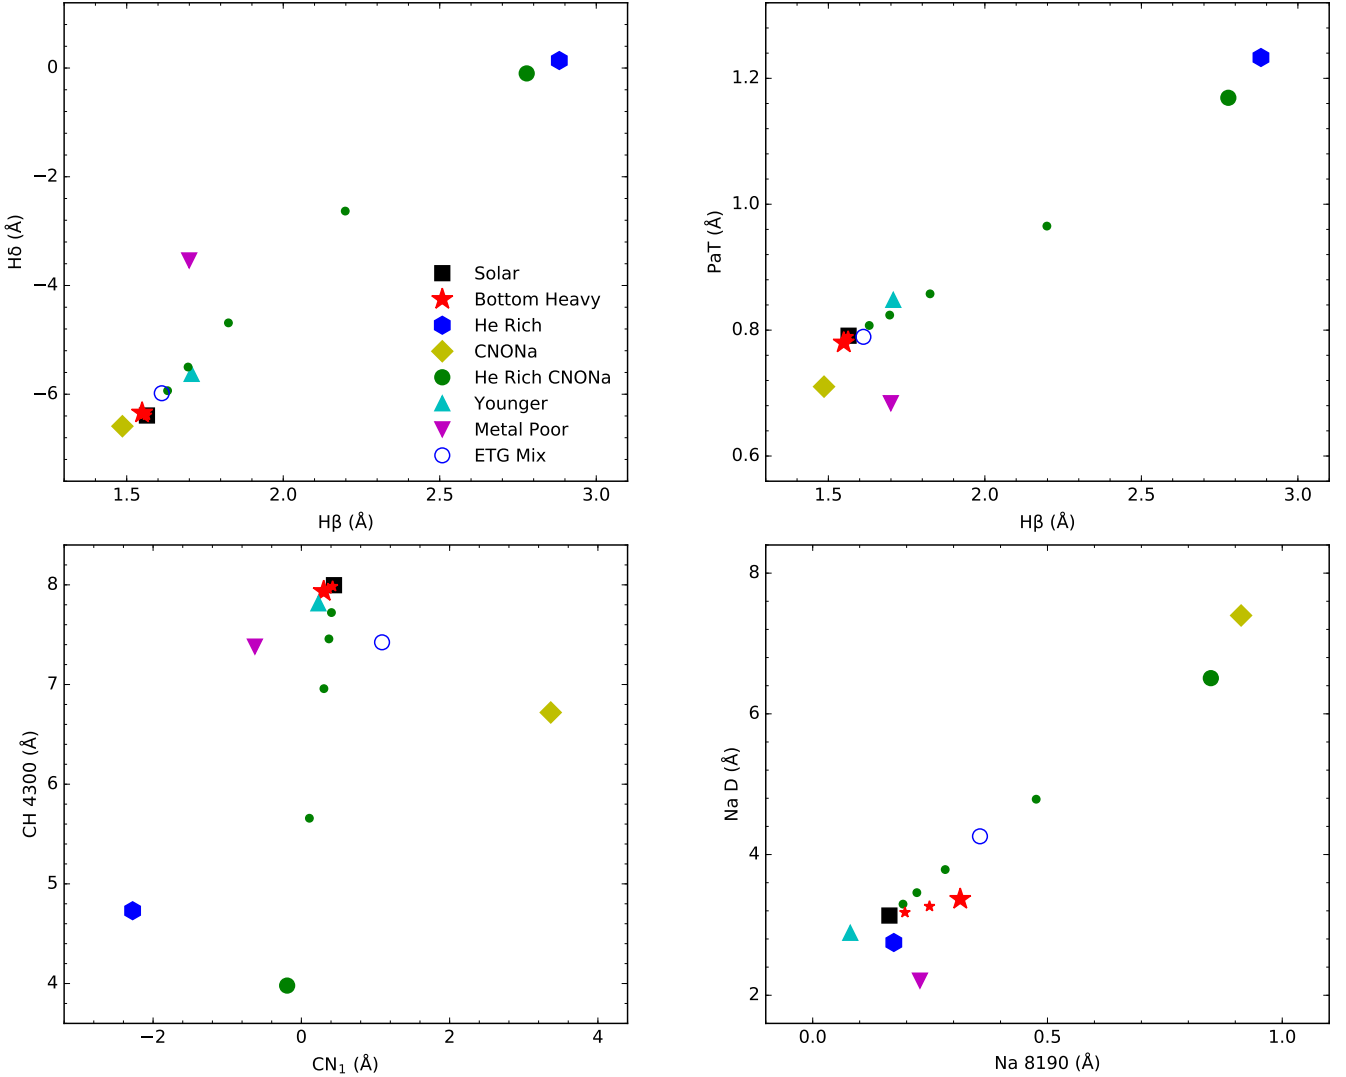 0
−2
−4
−6
Hδ (Å)
1.5 2.0 2.5 3.0
Hβ (Å)
Solar
Bottom Heavy
He Rich
CNONa
He Rich CNONa
Younger
Metal Poor
ETG Mix
1.2
1.0
0.8
0.6
PaT (Å)
1.5 2.0 2.5 3.0
Hβ (Å)
8
7
6
5
4
CH 4300 (Å)
−2 0 2 4
CN₁ (Å)
8
6
4
2
Na D (Å)
0.0 0.5 1.0
Na 8190 (Å)